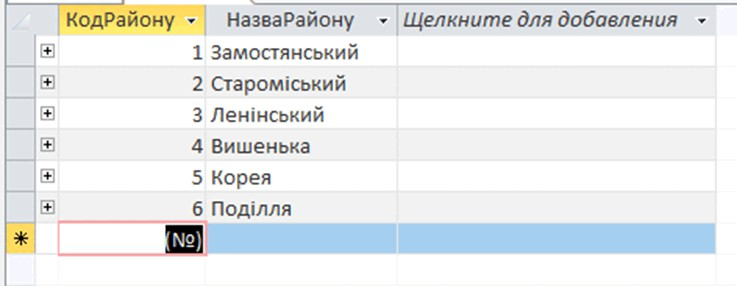 КодРайону НазваРайону Щелкните для добавления
1 Замостянський
2 Староміський
3 Ленінський
4 Вишенька
5 Корея
6 Поділля
(№)